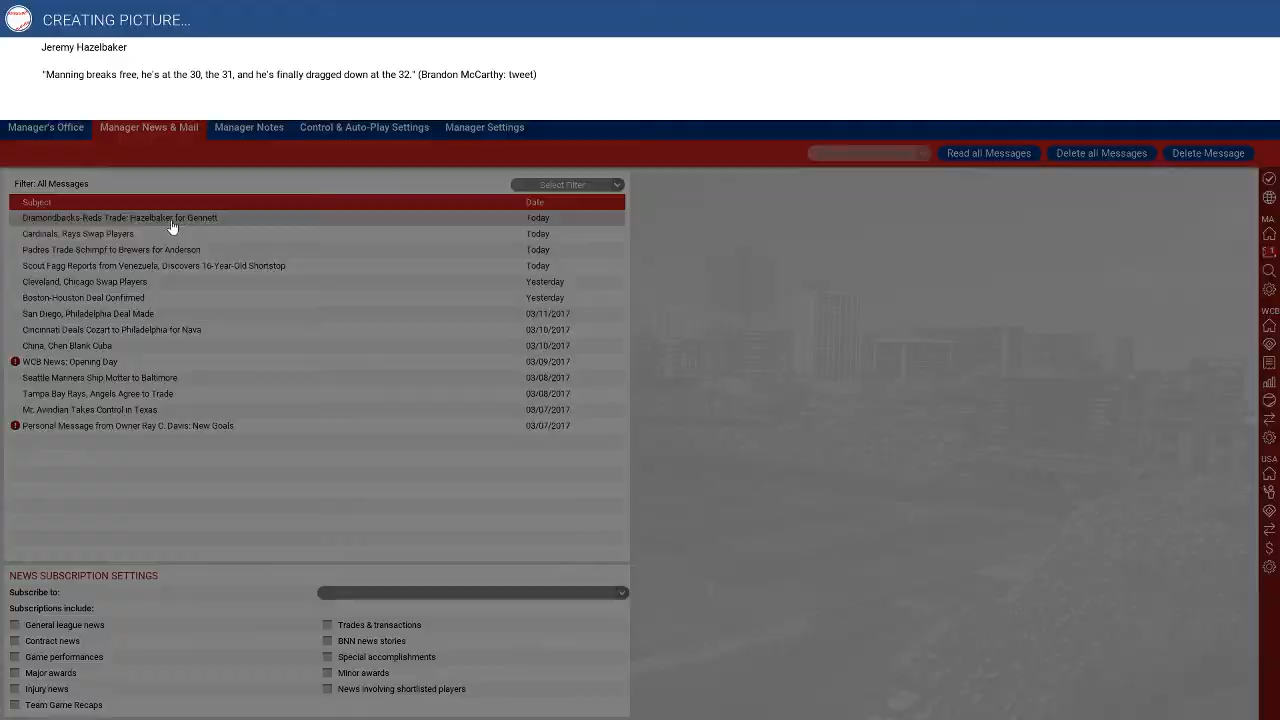 CREATING PICTURE...
Jeremy Hazelbaker
"Manning breaks free, he's at the 30, the 31, and he's finally dragged down at the 32." (Brandon McCarthy: tweet)
Manager's Office Manager News & Mail Manager Notes Control & Auto-Play Settings Manager Settings
Read all Messages Delete all Messages Delete Message
Filter: All Messages Select Filter
Subject Date
Diamondbacks-Reds Trade: Hazelbaker for Gennett Today
Cardinals, Rays Swap Players Today
Padres Trade Schimpf to Brewers for Anderson Today
Scout Fagg Reports from Venezuela, Discovers 16-Year-Old Shortstop Today
Cleveland, Chicago Swap Players Yesterday
Boston-Houston Deal Confirmed Yesterday
San Diego, Philadelphia Deal Made 03/11/2017
Cincinnati Deals Cozart to Philadelphia for Nava 03/10/2017
China, Chen Blank Cuba 03/10/2017
WCB News: Opening Day 03/09/2017
Seattle Mariners Ship Motter to Baltimore 03/08/2017
Tampa Bay Rays, Angels Agree to Trade 03/08/2017
Mr. Avindian Takes Control in Texas 03/07/2017
Personal Message from Owner Ray C. Davis: New Goals 03/07/2017
NEWS SUBSCRIPTION SETTINGS
Subscribe to:
Subscriptions include:
General league news Trades & transactions
Contract news BNN news stories
Game performances Special accomplishments
Major awards Minor awards
Injury news News involving shortlisted players
Team Game Recaps
MA
WCB
USA